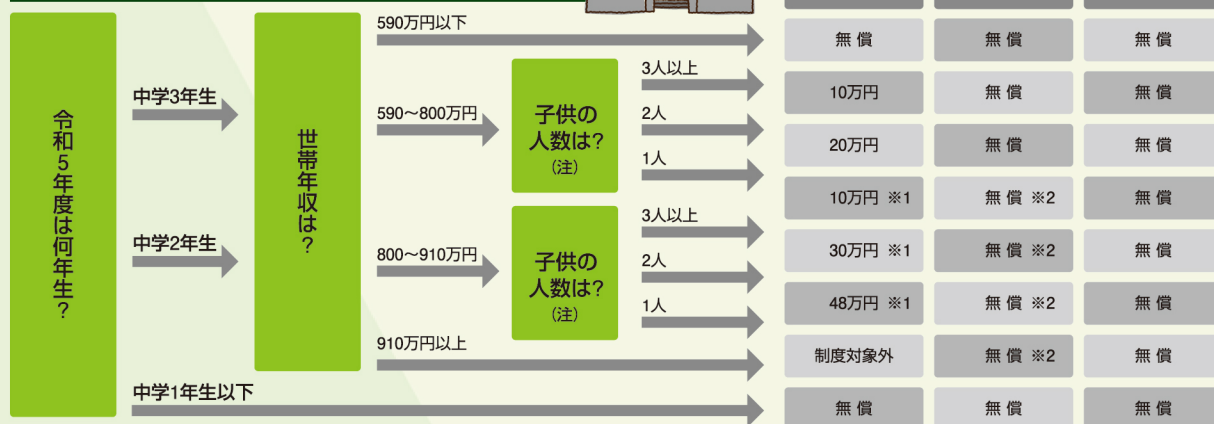 令和5年度は何年生?
中学3年生
中学2年生
中学1年生以下
世帯年収は?
590万円以下
590〜800万円
800〜910万円
910万円以上
子供の
人数は?
(注)
3人以上
2人
1人
子供の
人数は?
(注)
3人以上
2人
1人
無 償 無 償 無 償
10万円 無 償 無 償
20万円 無 償 無 償
10万円 ※1 無 償 ※2 無 償
30万円 ※1 無 償 ※2 無 償
48万円 ※1 無 償 ※2 無 償
制度対象外 無 償 ※2 無 償
無 償 無 償 無 償